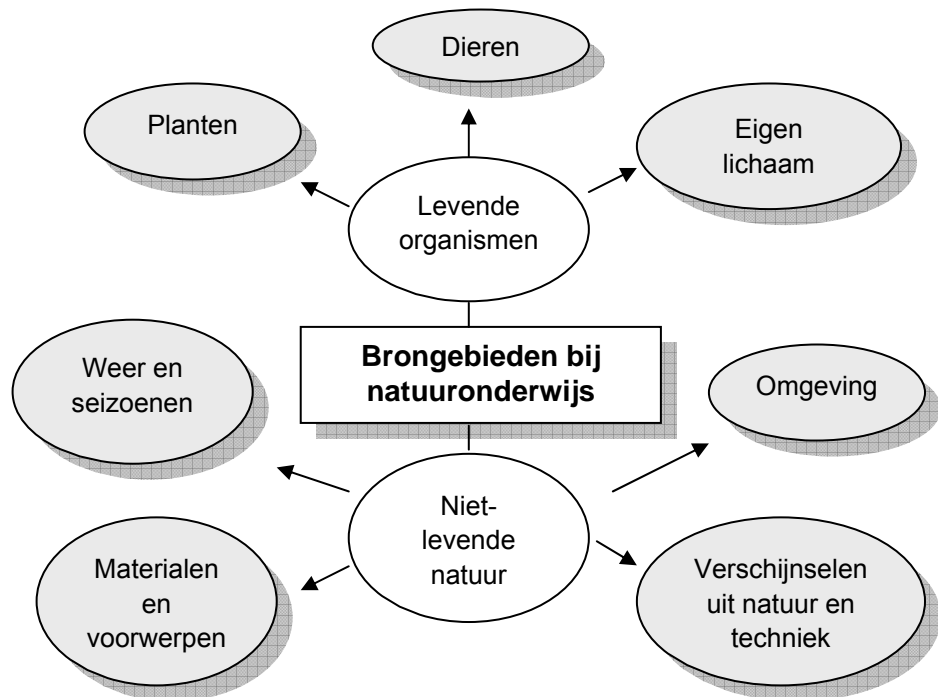 Dieren
Planten
Eigen
lichaam
Levende
organismen
Brongebieden bij
natuuronderwijs
Weer en
seizoenen
Omgeving
Niet-
levende
natuur
Materialen
en
voorwerpen
Verschijnselen
uit natuur en
techniek